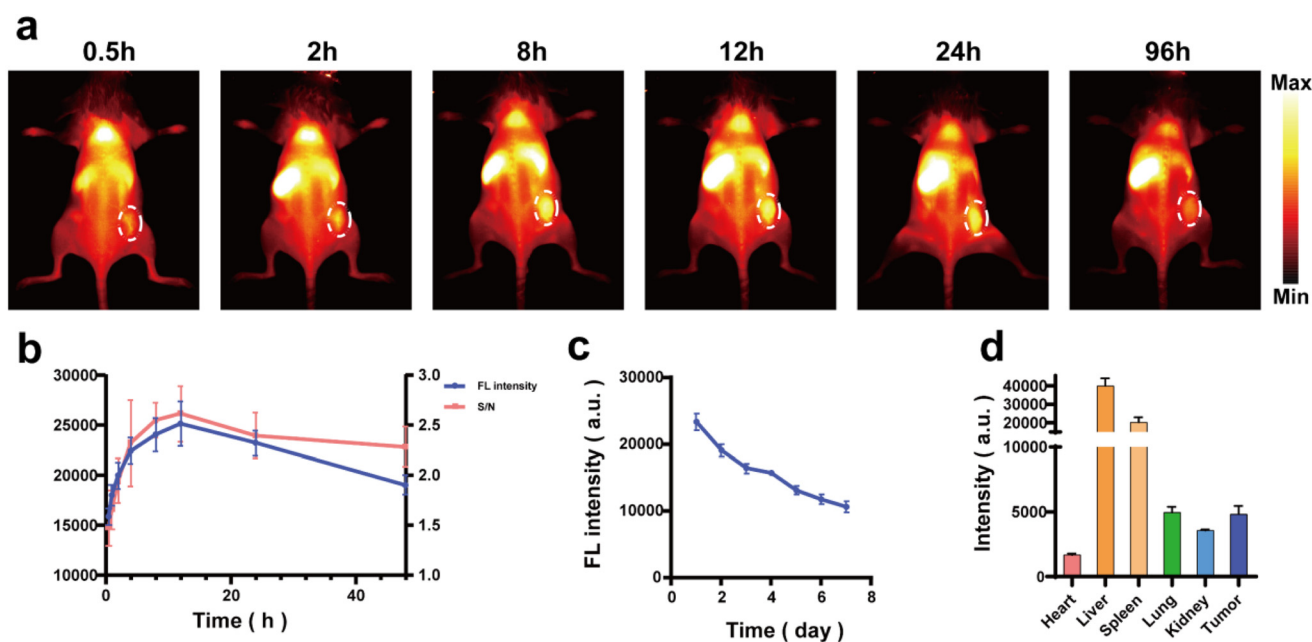 a
0.5h 2h 8h 12h 24h 96h
Max
Min
b
30000
25000
20000
15000
10000
3.0
2.5
2.0
1.5
1.0
0 20 40
Time ( h )
FL intensity
S/N
c
FL intensity ( a.u. )
30000
20000
10000
0
0 2 4 6 8
Time ( day )
d
Intensity ( a.u. )
40000
30000
20000
10000
5000
0
Heart Liver Spleen Lung Kidney Tumor